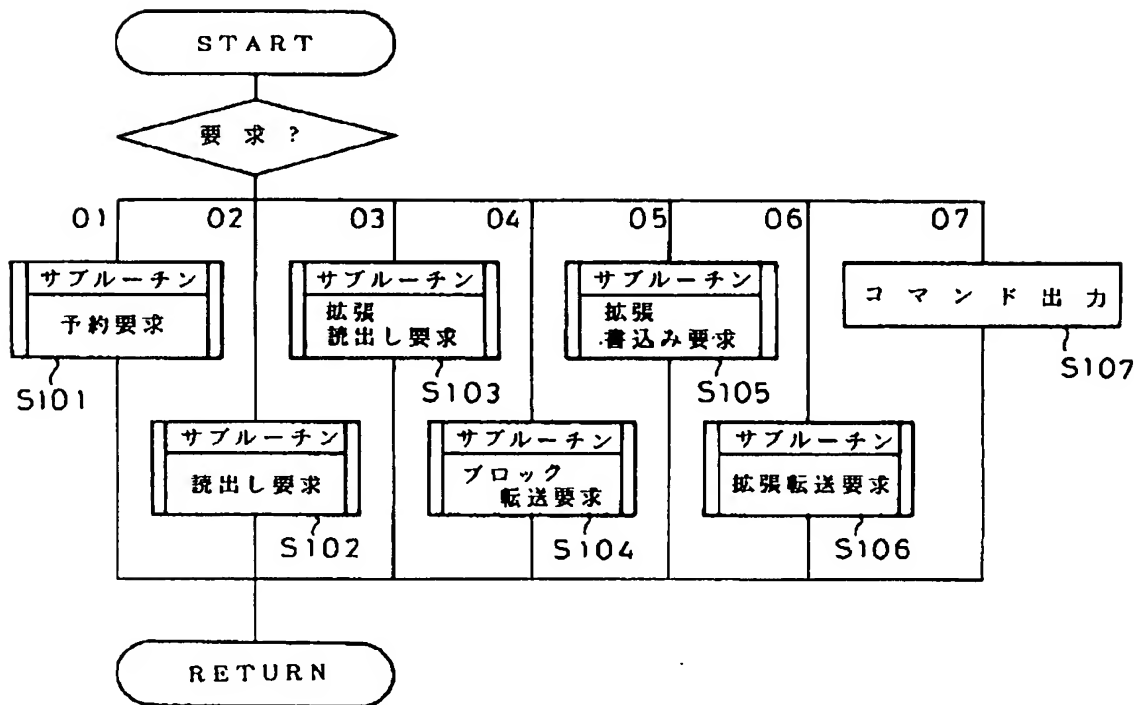 START
要求?
01 02 03 04 05 06 07
サブルーチン
予約要求
S101
サブルーチン
拡張
読出し要求
S103
サブルーチン
拡張
書込み要求
S105
コマンド出力
S107
サブルーチン
読出し要求
S102
サブルーチン
ブロック
転送要求
S104
サブルーチン
拡張転送要求
S106
RETURN